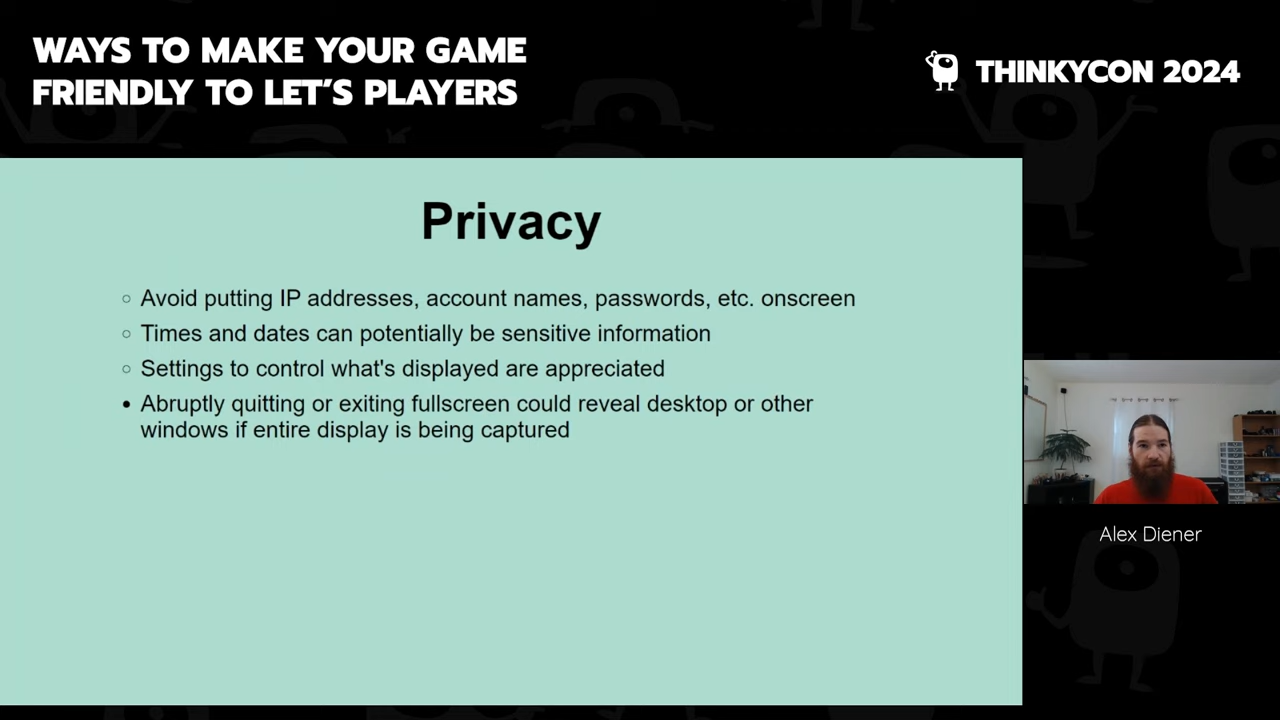 WAYS TO MAKE YOUR GAME
FRIENDLY TO LET'S PLAYERS
THINKYCON 2024
Privacy
Avoid putting IP addresses, account names, passwords, etc. onscreen
Times and dates can potentially be sensitive information
Settings to control what's displayed are appreciated
Abruptly quitting or exiting fullscreen could reveal desktop or other
windows if entire display is being captured
Alex Diener